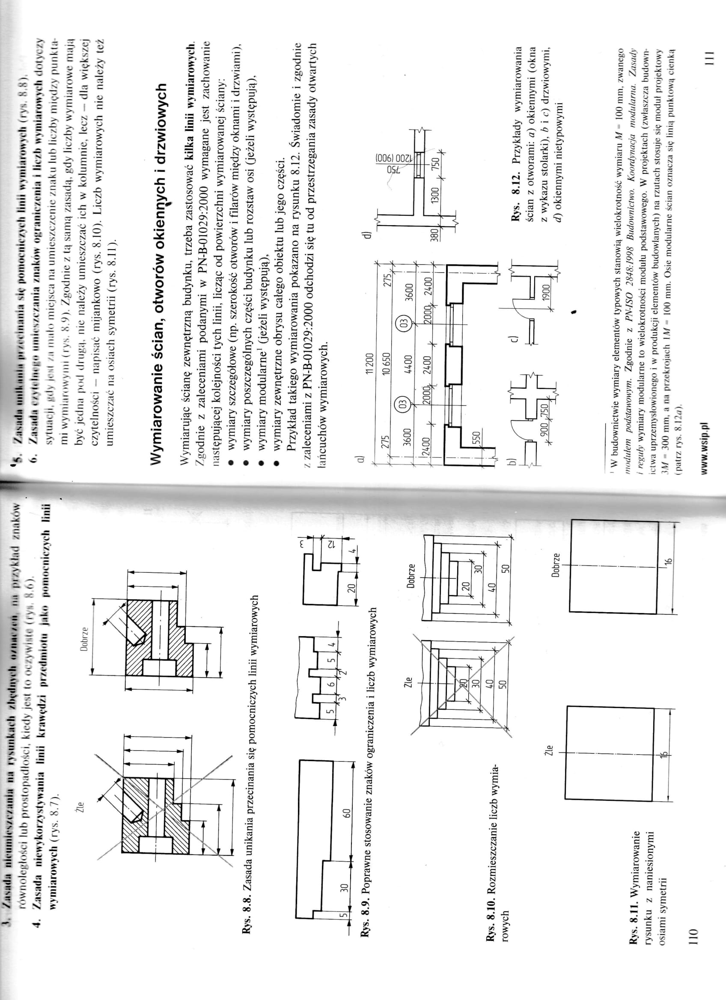 3. Zasada nieumieszczania na rysunkach zbędnych oznaczeń, na przykład znaków
równoległości lub prostopadłości, kiedy jest to oczywiste (rys. 8.6).
4. Zasada niewykorzystywania linii krawędzi przedmiotu jako pomocniczych linii
wymiarowych (rys. 8.7).
Źle
Dobrze
Rys. 8.8. Zasada unikania przecinania się pomocniczych linii wymiarowych
5
30
60
5
3
6
2
5
4
20
4
12
3
Rys. 8.9. Poprawne stosowanie znaków ograniczenia i liczb wymiarowych
Źle
20
30
40
50
Dobrze
20
30
40
50
Rys. 8.10. Rozmieszczanie liczb wymia-
rowych
Źle
16
Dobrze
16
Rys. 8.11. Wymiarowanie
rysunku z naniesionymi
osiami symetrii
110
5. Zasada unikania przecinania się pomocniczych linii wymiarowych (rys. 8.8).
6. Zasada czytelnego umieszczania znaków ograniczenia i liczb wymiarowych dotyczy
sytuacji, gdy jest za mało miejsca na umieszczenie znaku lub liczby między punkta-
mi wymiarowymi (rys. 8.9). Zgodnie z tą samą zasadą, gdy liczby wymiarowe mają
być jedna pod drugą, nie należy umieszczać ich w kolumnie, lecz — dla większej
czytelności — napisać mijankowo (rys. 8.10). Liczb wymiarowych nie należy też
umieszczać na osiach symetrii (rys. 8.11).
Wymiarowanie ścian, otworów okiennych i drzwiowych
Wymiarując ścianę zewnętrzną budynku, trzeba zastosować kilka linii wymiarowych.
Zgodnie z zaleceniami podanymi w PN-B-01029:2000 wymagane jest zachowanie
następującej kolejności tych linii, licząc od powierzchni wymiarowanej ściany:
● wymiary szczegółowe (np. szerokość otworów i filarów między oknami i drzwiami),
● wymiary poszczególnych części budynku lub rozstaw osi (jeżeli występują),
● wymiary modularne¹ (jeżeli występują),
● wymiary zewnętrzne obrysu całego obiektu lub jego części.
Przykład takiego wymiarowania pokazano na rysunku 8.12. Świadomie i zgodnie
z zaleceniami z PN-B-01029:2000 odchodzi się tu od przestrzegania zasady otwartych
łańcuchów wymiarowych.
a)
11 200
275
10 650
275
3600
03
4400
03
3600
2400
2000
2400
2000
2400
550
d)
750
1200 (900)
380
1300
750
b)
900
750
c)
1900
Rys. 8.12. Przykłady wymiarowania
ścian z otworami: a) okiennymi (okna
z wykazu stolarki), b i c) drzwiowymi,
d) okiennymi nietypowymi
¹ W budownictwie wymiary elementów typowych stanowią wielokrotność wymiaru M = 100 mm, zwanego
modułem podstawowym. Zgodnie z PN-ISO 2848:1998 Budownictwo. Koordynacja modularna. Zasady
i reguły wymiary modularne to wielokrotności modułu podstawowego. W projektach (zwłaszcza budown-
ictwa uprzemysłowionego i w produkcji elementów budowlanych) na rzutach stosuje się moduł projektowy
3M = 300 mm, a na przekrojach 1M = 100 mm. Osie modularne ścian oznacza się linią punktową cienką
(patrz rys. 8.12a).
www.wsip.pl
111